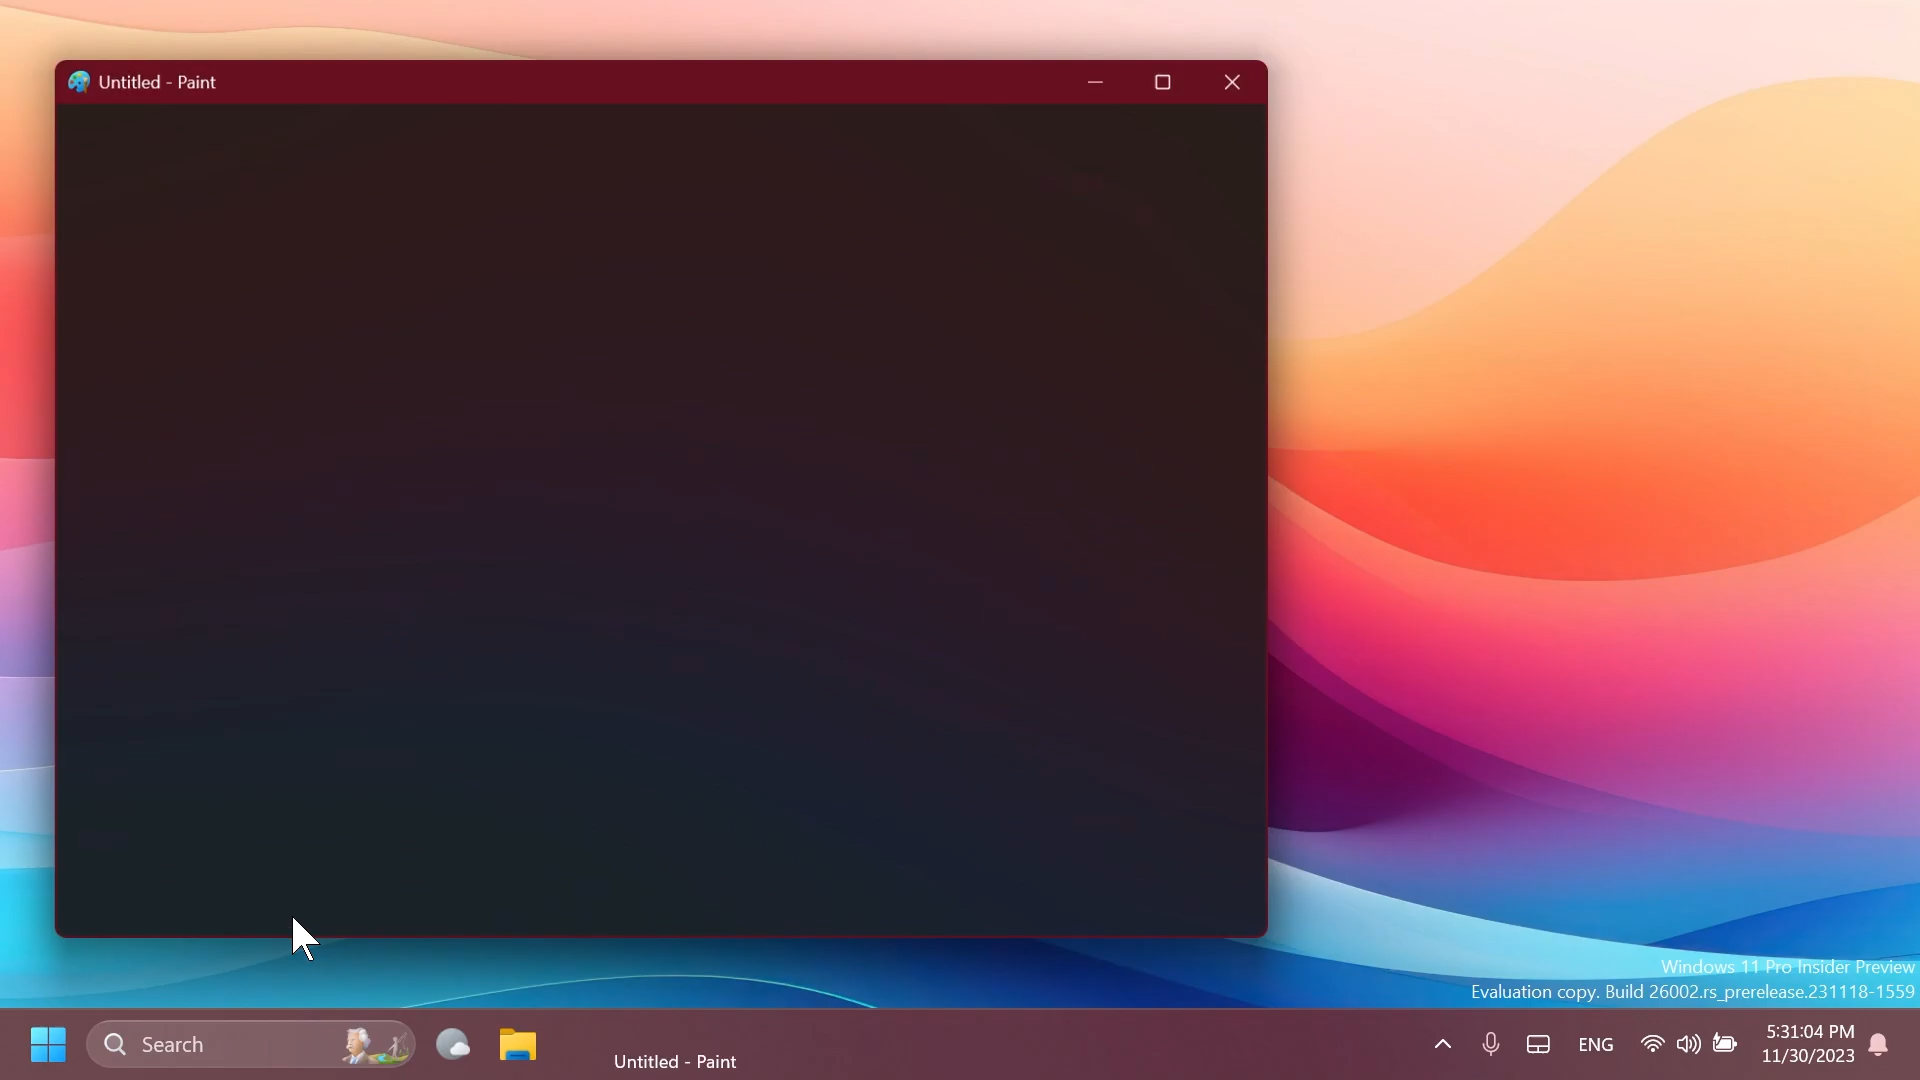 Untitled - Paint
Windows 11 Pro Insider Preview
Evaluation copy. Build 26002.rs_prerelease.231118-1559
Search
Untitled - Paint
ENG
5:31:04 PM
11/30/2023